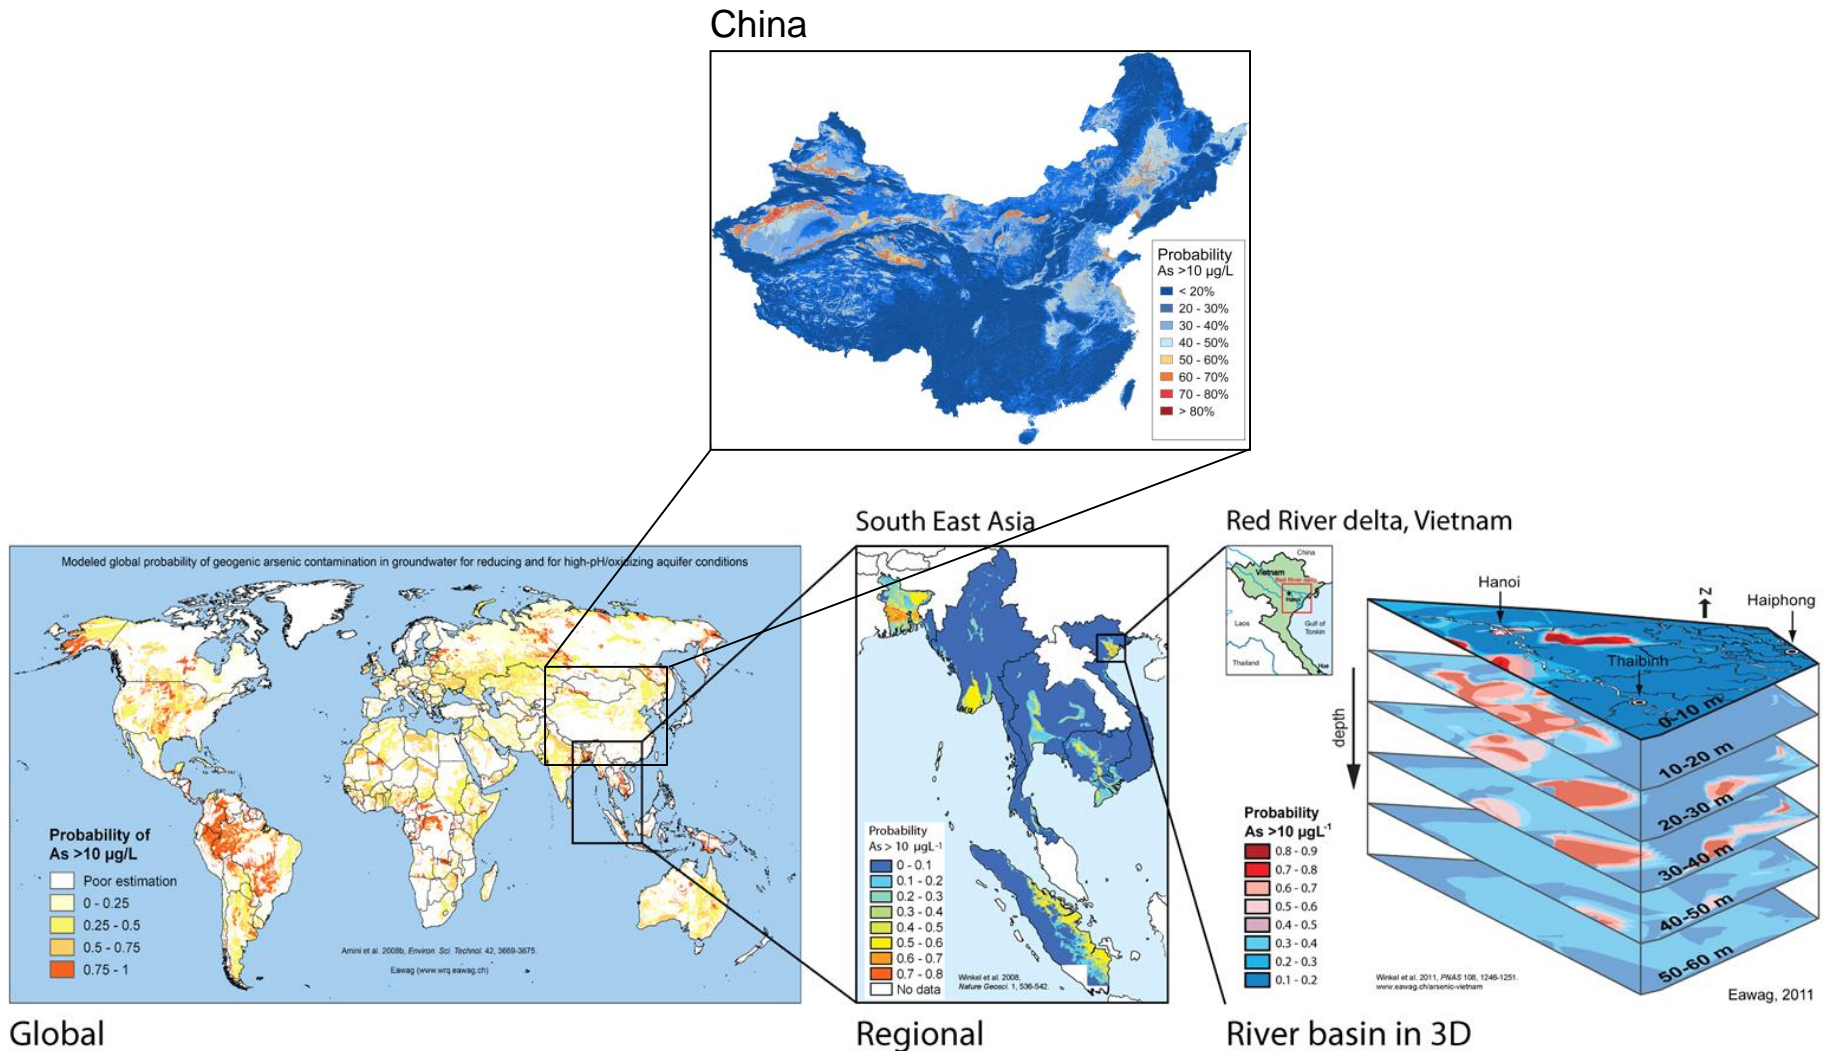 China
Probability
As >10 µg/L
< 20%
20 - 30%
30 - 40%
40 - 50%
50 - 60%
60 - 70%
70 - 80%
> 80%
South East Asia
Red River delta, Vietnam
Modeled global probability of geogenic arsenic contamination in groundwater for reducing and for high-pH/oxidizing aquifer conditions
Probability of
As >10 µg/L
Poor estimation
0 - 0.25
0.25 - 0.5
0.5 - 0.75
0.75 - 1
Amini et al. 2008b, Environ. Sci. Technol. 42, 3669-3675.
Eawag (www.wrq.eawag.ch)
Probability
As > 10 µgL-1
0 - 0.1
0.1 - 0.2
0.2 - 0.3
0.3 - 0.4
0.4 - 0.5
0.5 - 0.6
0.6 - 0.7
0.7 - 0.8
No data
Winkel et al. 2008,
Nature Geosci. 1, 536-542.
China
Vietnam
Red River delta
Hanoi
Laos
Gulf of
Tonkin
Thailand
Hue
Hanoi
N
Haiphong
Thaibinh
depth
0-10 m
10-20 m
20-30 m
30-40 m
40-50 m
50-60 m
Probability
As >10 µgL-1
0.8 - 0.9
0.7 - 0.8
0.6 - 0.7
0.5 - 0.6
0.4 - 0.5
0.3 - 0.4
0.2 - 0.3
0.1 - 0.2
Winkel et al. 2011, PNAS 108, 1246-1251.
www.eawag.ch/arsenic-vietnam
Eawag, 2011
Global
Regional
River basin in 3D